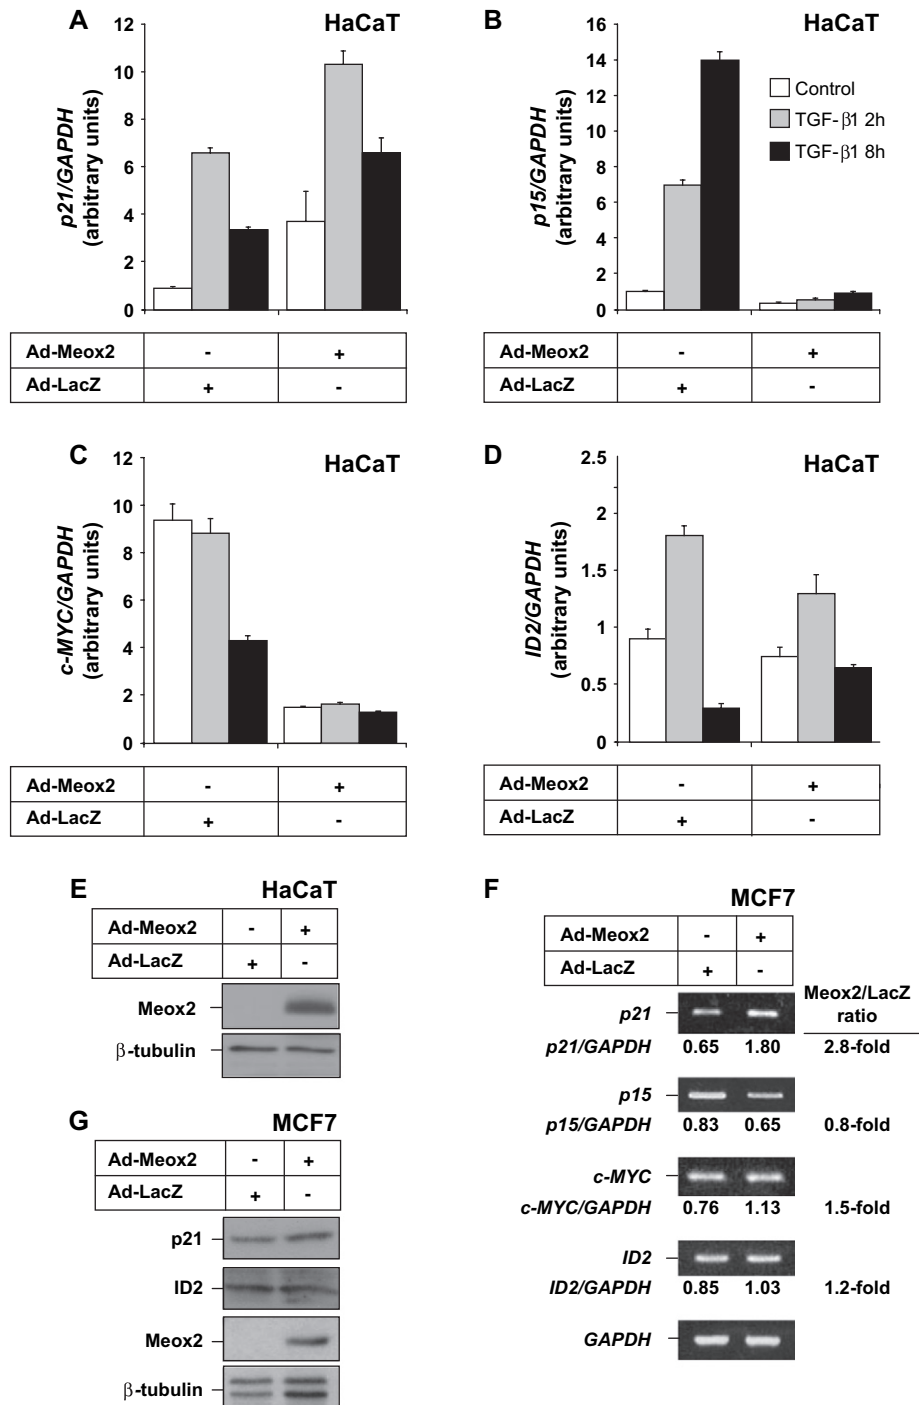 A
HaCaT
12
10
8
6
4
2
0
p21/GAPDH
(arbitrary units)
Ad-Meox2 - +
Ad-LacZ + -
B
HaCaT
16
14
12
10
8
6
4
2
0
p15/GAPDH
(arbitrary units)
Control
TGF-β1 2h
TGF-β1 8h
Ad-Meox2 - +
Ad-LacZ + -
C
HaCaT
12
10
8
6
4
2
0
c-MYC/GAPDH
(arbitrary units)
Ad-Meox2 - +
Ad-LacZ + -
D
HaCaT
2.5
2
1.5
1
0.5
0
ID2/GAPDH
(arbitrary units)
Ad-Meox2 - +
Ad-LacZ + -
E
HaCaT
Ad-Meox2 - +
Ad-LacZ + -
Meox2
β-tubulin
F
MCF7
Ad-Meox2 - +
Ad-LacZ + -
Meox2/LacZ
ratio
p21
p21/GAPDH 0.65 1.80 2.8-fold
p15
p15/GAPDH 0.83 0.65 0.8-fold
c-MYC
c-MYC/GAPDH 0.76 1.13 1.5-fold
ID2
ID2/GAPDH 0.85 1.03 1.2-fold
GAPDH
G
MCF7
Ad-Meox2 - +
Ad-LacZ + -
p21
ID2
Meox2
β-tubulin